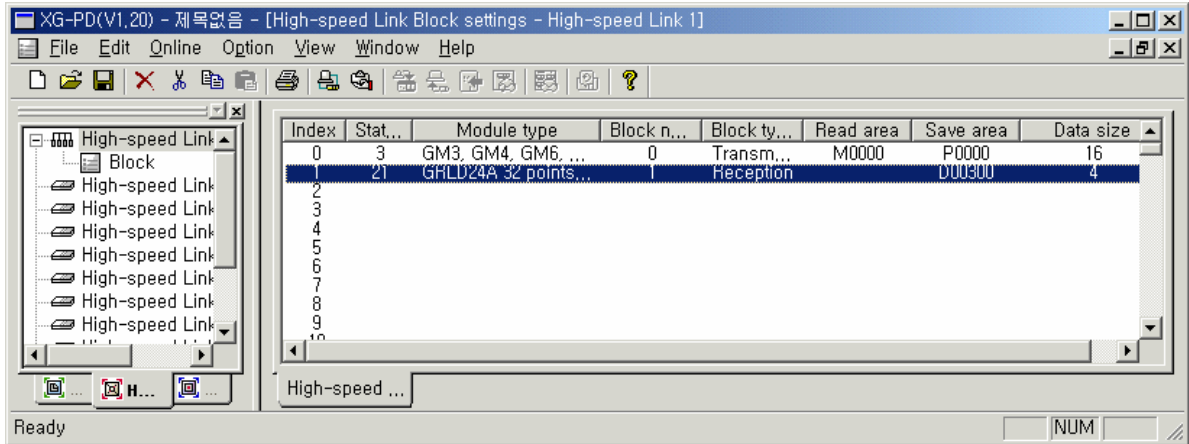 XG-PD(V1,20) - 제목없음 - [High-speed Link Block settings - High-speed Link 1]
File Edit Online Option View Window Help
High-speed Link
Block
High-speed Link
High-speed Link
High-speed Link
High-speed Link
High-speed Link
High-speed Link
High-speed Link
... H... ...
Index Stat... Module type Block n... Block ty... Read area Save area Data size
0 3 GM3, GM4, GM6, ... 0 Transm... M0000 P0000 16
1 21 GRLD24A 32 points... 1 Reception D00300 4
2
3
4
5
6
7
8
9
10
High-speed ...
Ready NUM